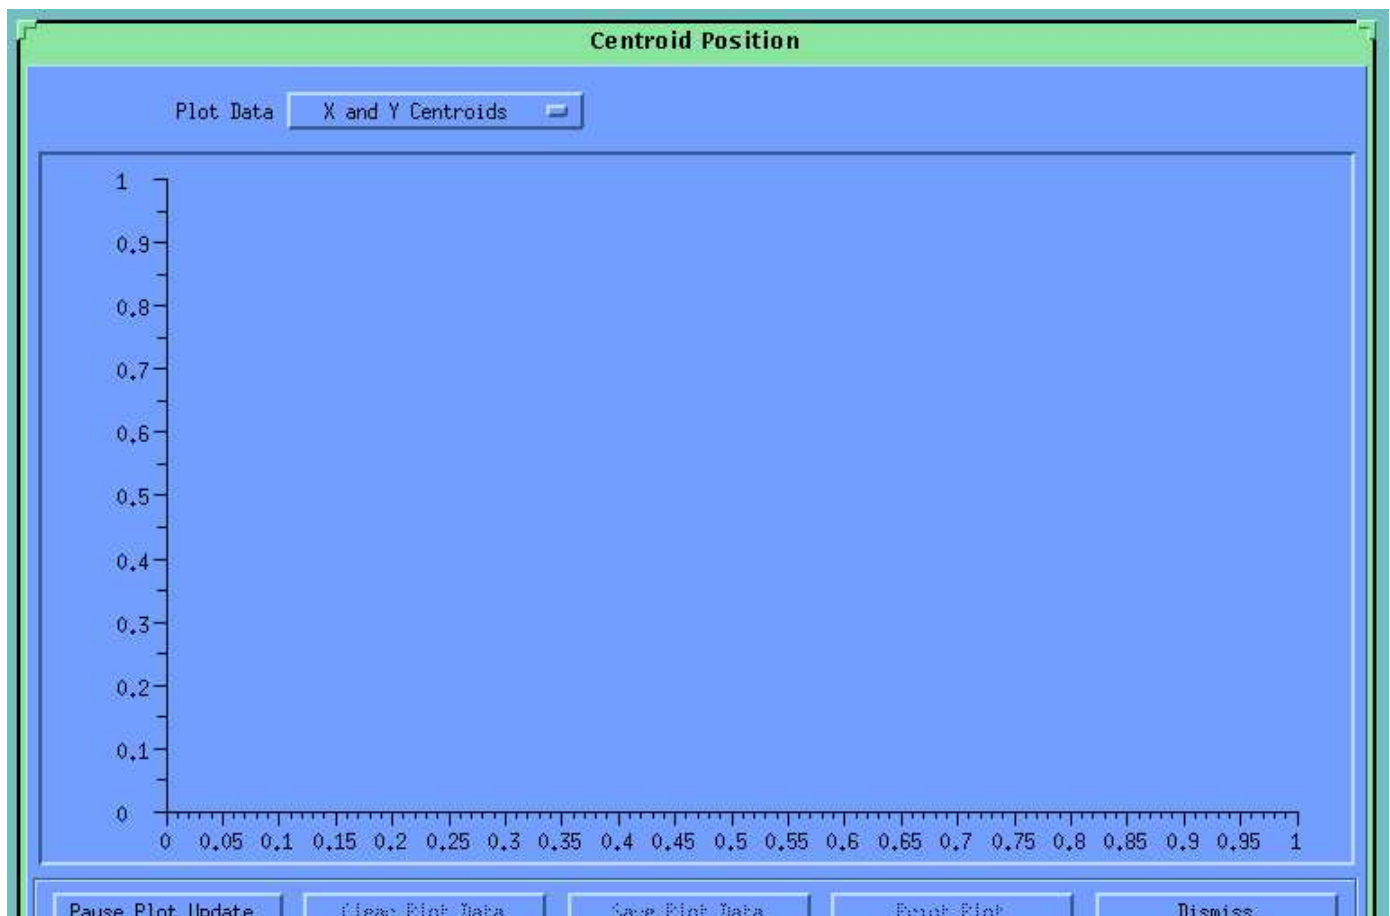 Centroid Position
Plot Data X and Y Centroids
1
0.9
0.8
0.7
0.6
0.5
0.4
0.3
0.2
0.1
0
0 0.05 0.1 0.15 0.2 0.25 0.3 0.35 0.4 0.45 0.5 0.55 0.6 0.65 0.7 0.75 0.8 0.85 0.9 0.95 1
Pause Plot Update Clear Plot Data Save Plot Data Print Plot Dismiss